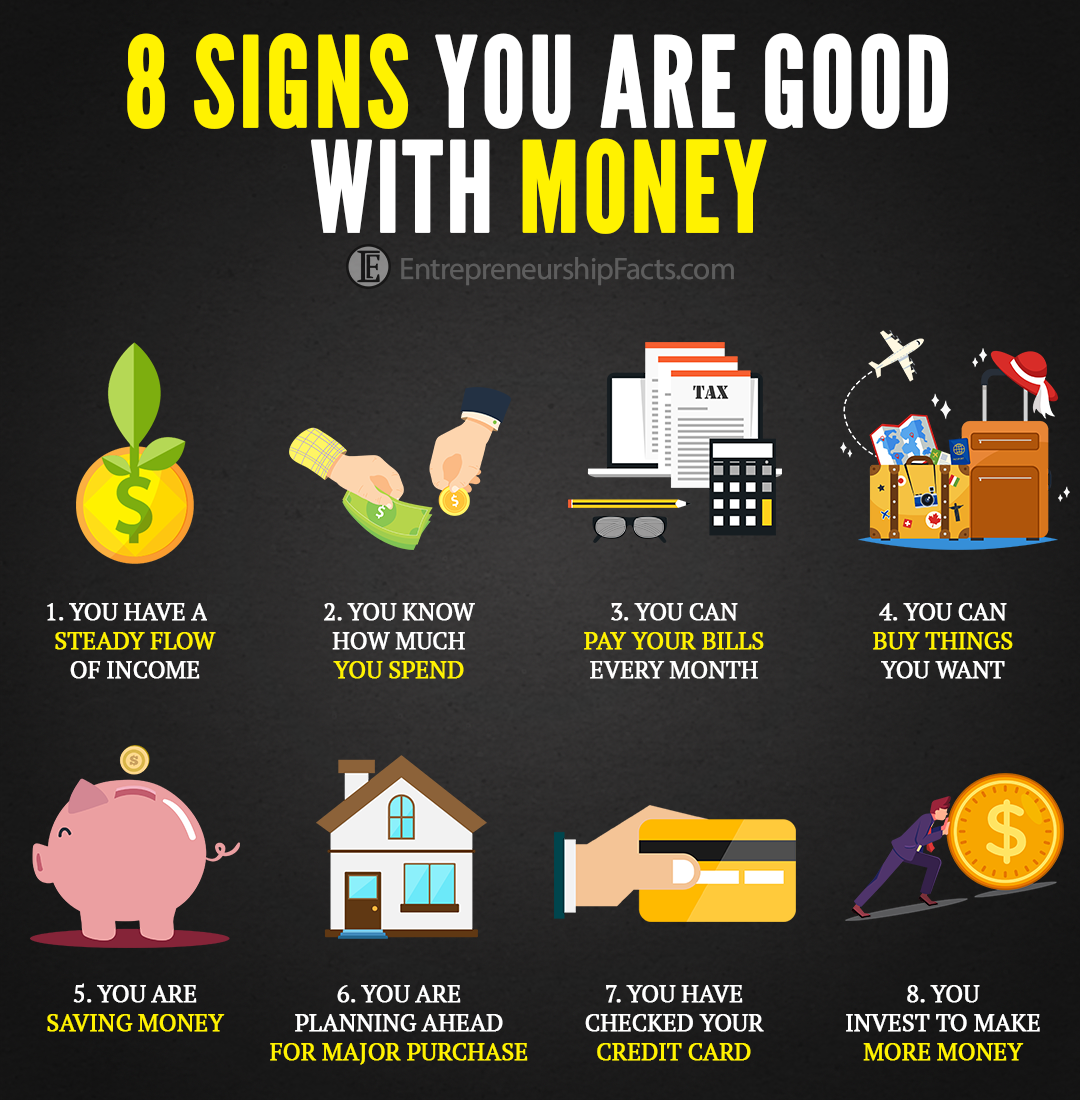 8 SIGNS YOU ARE GOOD
WITH MONEY
EntrepreneurshipFacts.com
TAX
1. YOU HAVE A
STEADY FLOW
OF INCOME
2. YOU KNOW
HOW MUCH
YOU SPEND
3. YOU CAN
PAY YOUR BILLS
EVERY MONTH
4. YOU CAN
BUY THINGS
YOU WANT
5. YOU ARE
SAVING MONEY
6. YOU ARE
PLANNING AHEAD
FOR MAJOR PURCHASE
7. YOU HAVE
CHECKED YOUR
CREDIT CARD
8. YOU
INVEST TO MAKE
MORE MONEY